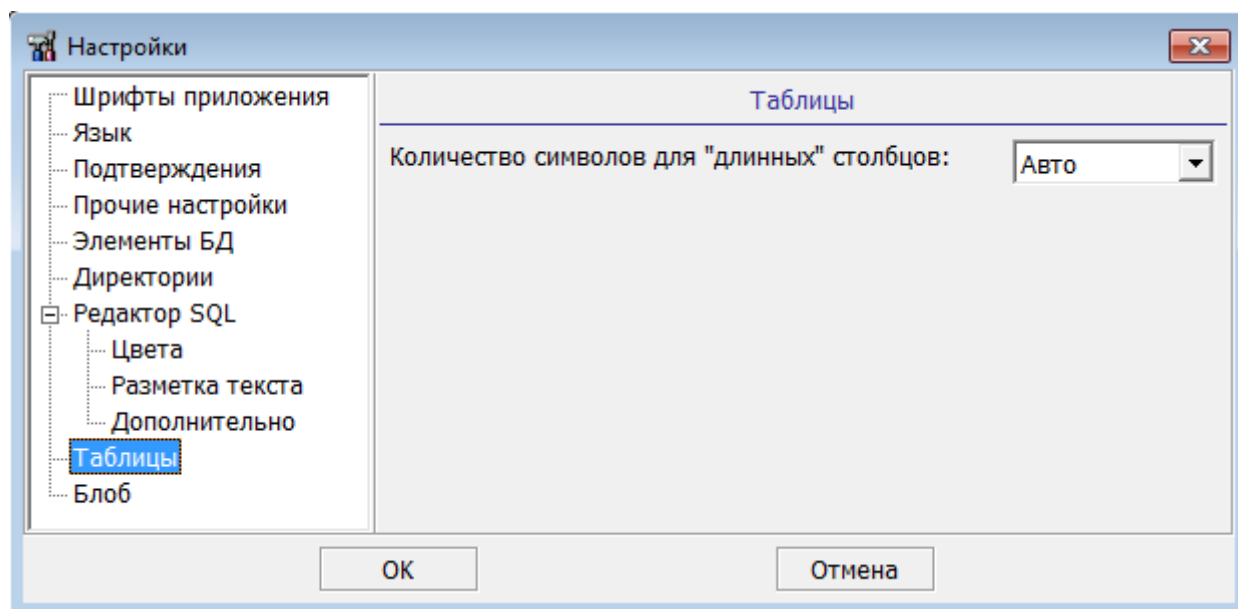 Настройки
Шрифты приложения
Язык
Подтверждения
Прочие настройки
Элементы БД
Директории
Редактор SQL
Цвета
Разметка текста
Дополнительно
Таблицы
Блоб
Таблицы
Количество символов для "длинных" столбцов:
Авто
OK
Отмена